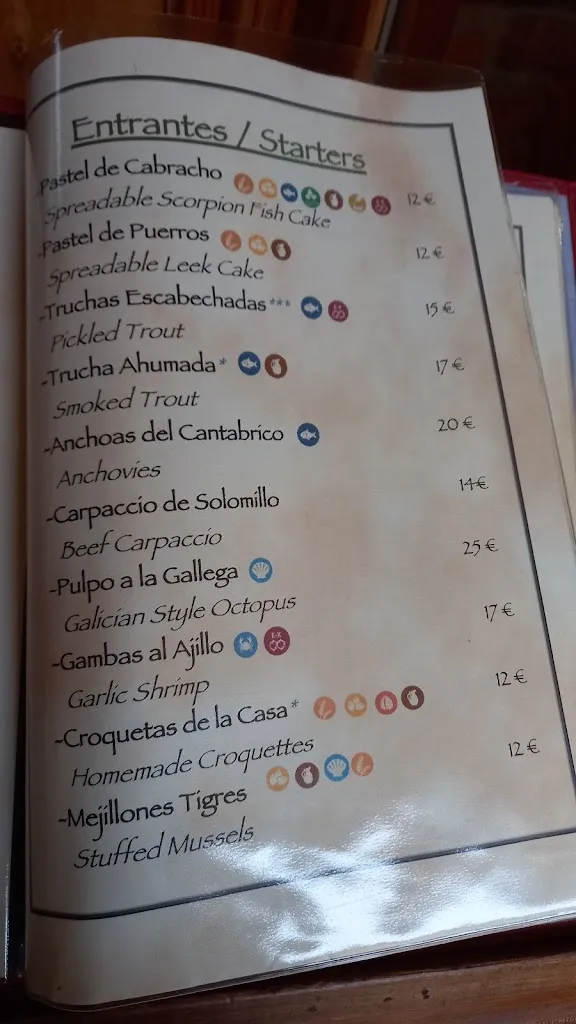 Entrantes / Starters
-Pastel de Cabracho 12 €
Spreadable Scorpion Fish Cake
-Pastel de Puerros 12 €
Spreadable Leek Cake
-Truchas Escabechadas*** 15 €
Pickled Trout
-Trucha Ahumada* 17 €
Smoked Trout
-Anchoas del Cantabrico 20 €
Anchovies
-Carpaccio de Solomillo 14€
Beef Carpaccio
-Pulpo a la Gallega 25 €
Galician Style Octopus
-Gambas al Ajillo 17 €
Garlic Shrimp
-Croquetas de la Casa* 12 €
Homemade Croquettes
-Mejillones Tigres 12 €
Stuffed Mussels